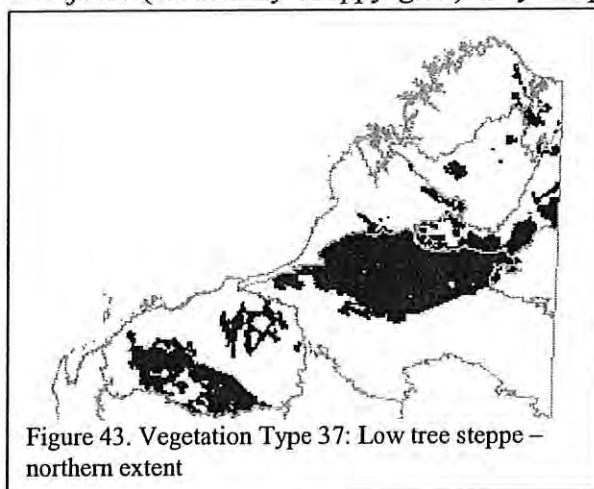 Figure 43. Vegetation Type 37: Low tree steppe –
northern extent